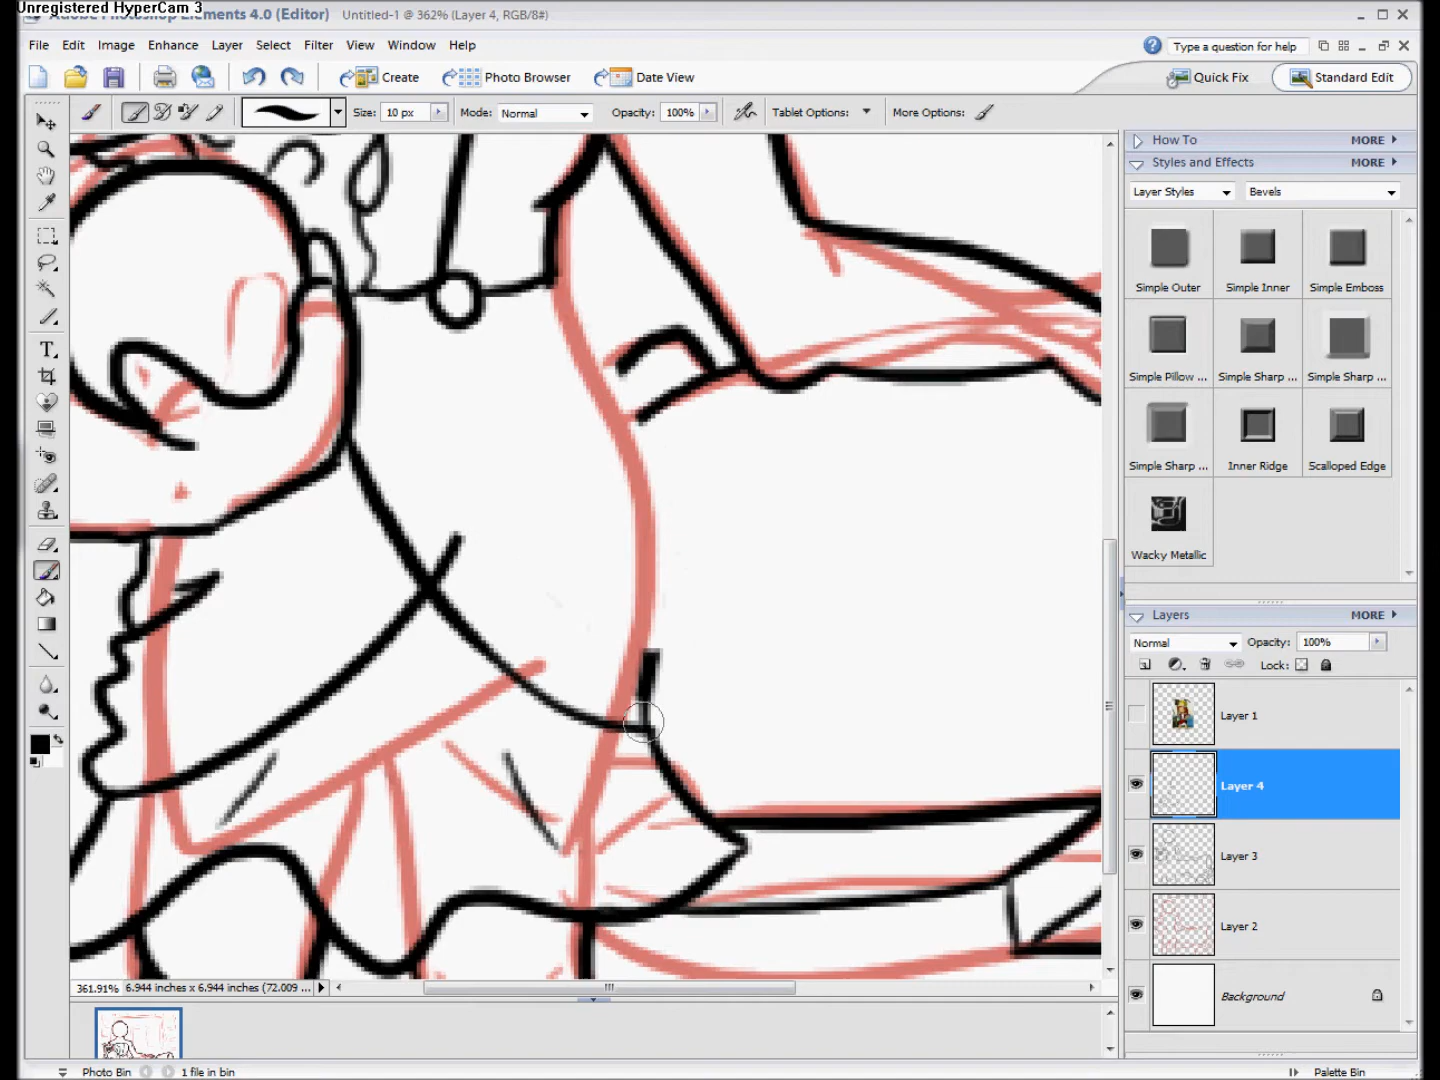 Unregistered HyperCam 3
Adobe Photoshop Elements 4.0 (Editor) Untitled-1 @ 362% (Layer 4, RGB/8#)
File Edit Image Enhance Layer Select Filter View Window Help Type a question for help
Create Photo Browser Date View Quick Fix Standard Edit
Size: 10 px Mode: Normal Opacity: 100% Tablet Options: More Options:
How To MORE
Styles and Effects MORE
Layer Styles Bevels
Simple Outer Simple Inner Simple Emboss
Simple Pillow ... Simple Sharp ... Simple Sharp ...
Simple Sharp ... Inner Ridge Scalloped Edge
Wacky Metallic
Layers MORE
Normal Opacity: 100%
Lock:
Layer 1
Layer 4
Layer 3
Layer 2
Background
361.91% 6.944 inches x 6.944 inches (72.009 ...
Photo Bin 1 file in bin Palette Bin